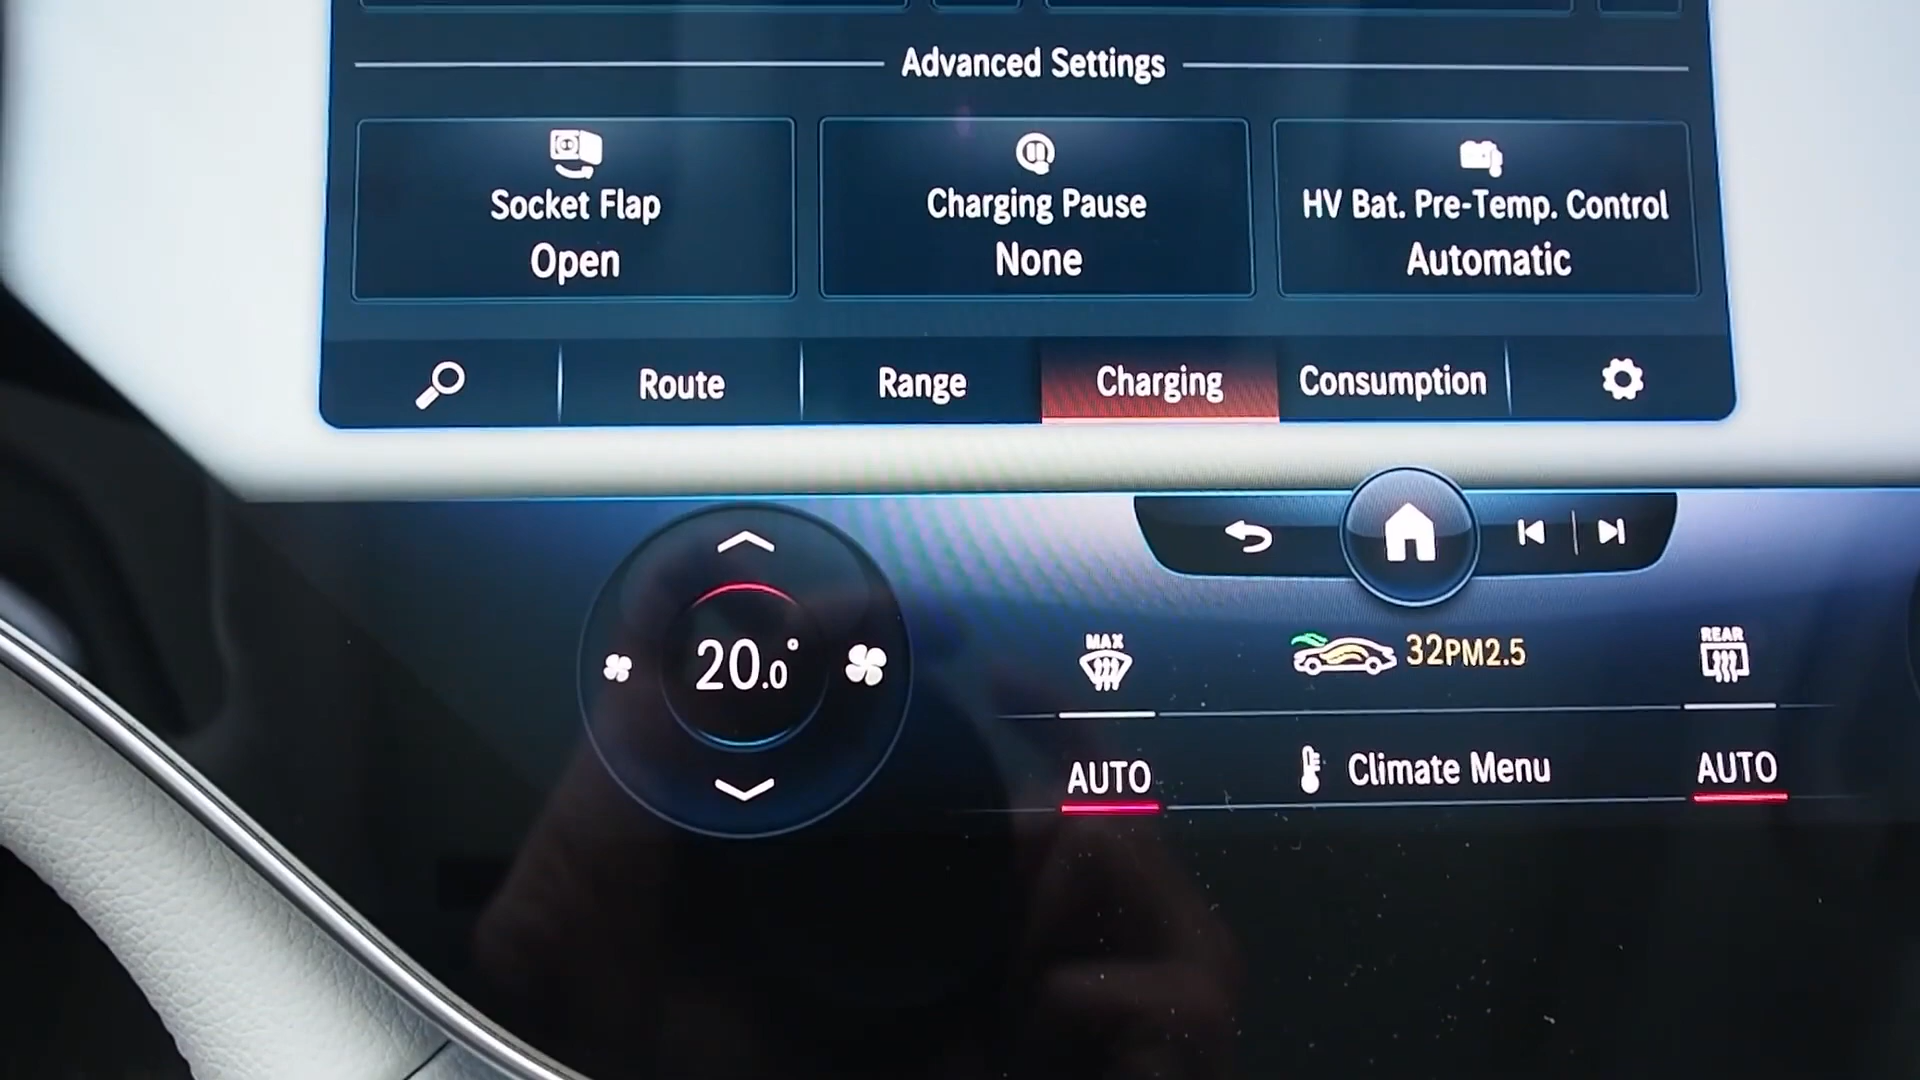 Advanced Settings
Socket Flap
Open
Charging Pause
None
HV Bat. Pre-Temp. Control
Automatic
Route
Range
Charging
Consumption
20.0°
MAX
32PM2.5
REAR
AUTO
Climate Menu
AUTO